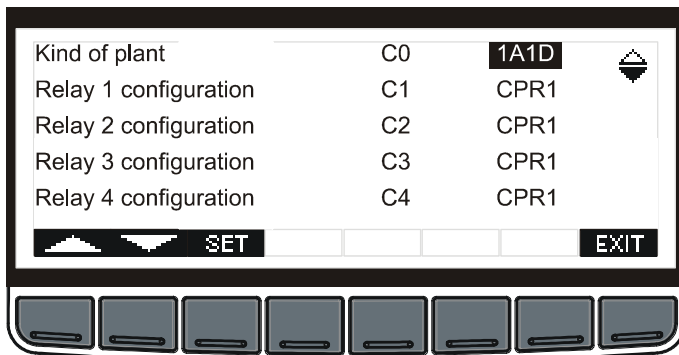 Kind of plant C0 1A1D
Relay 1 configuration C1 CPR1
Relay 2 configuration C2 CPR1
Relay 3 configuration C3 CPR1
Relay 4 configuration C4 CPR1
SET EXIT